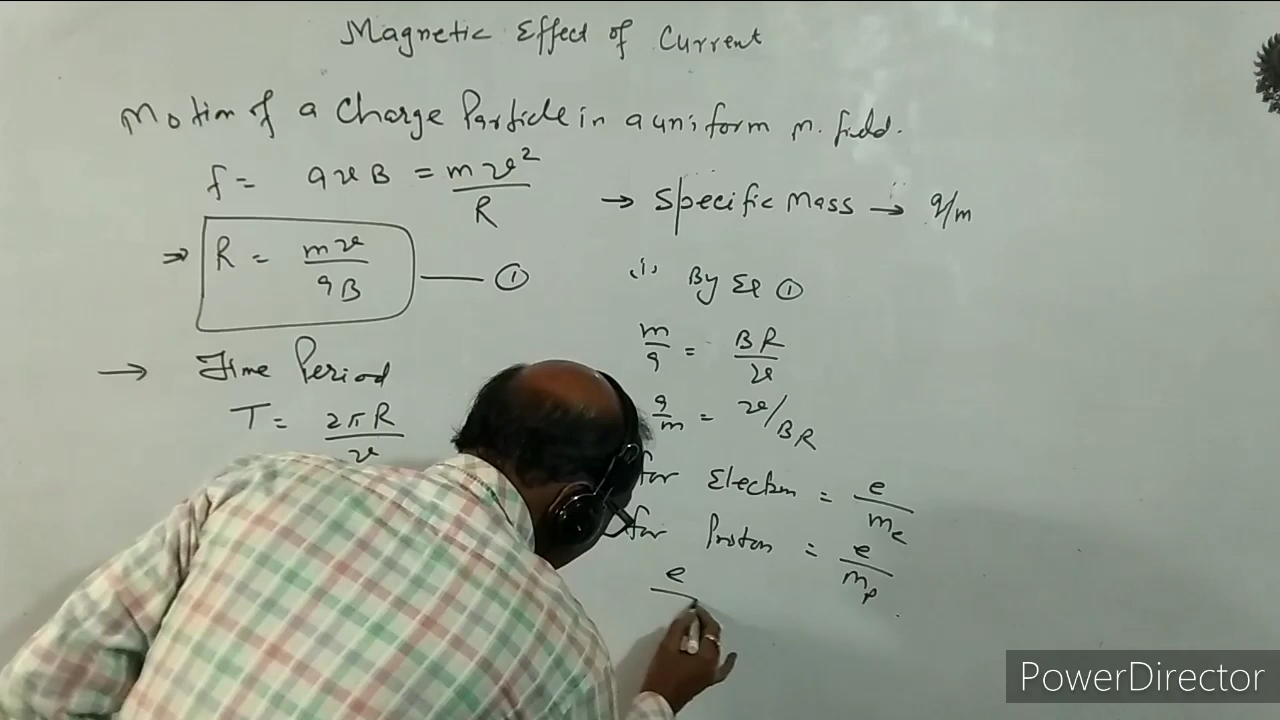 Magnetic Effect of Current
Motion of a Charge Particle in a uniform m. field.
f = qvB = mv²/R
⇒ R = mv/qB —— ①
→ Time Period
T = 2πR/v
→ Specific Mass → q/m
(i) By Eq ①
m/q = BR/v
q/m = v/BR
for Electron = e/me
for Proton = e/mp
e
PowerDirector